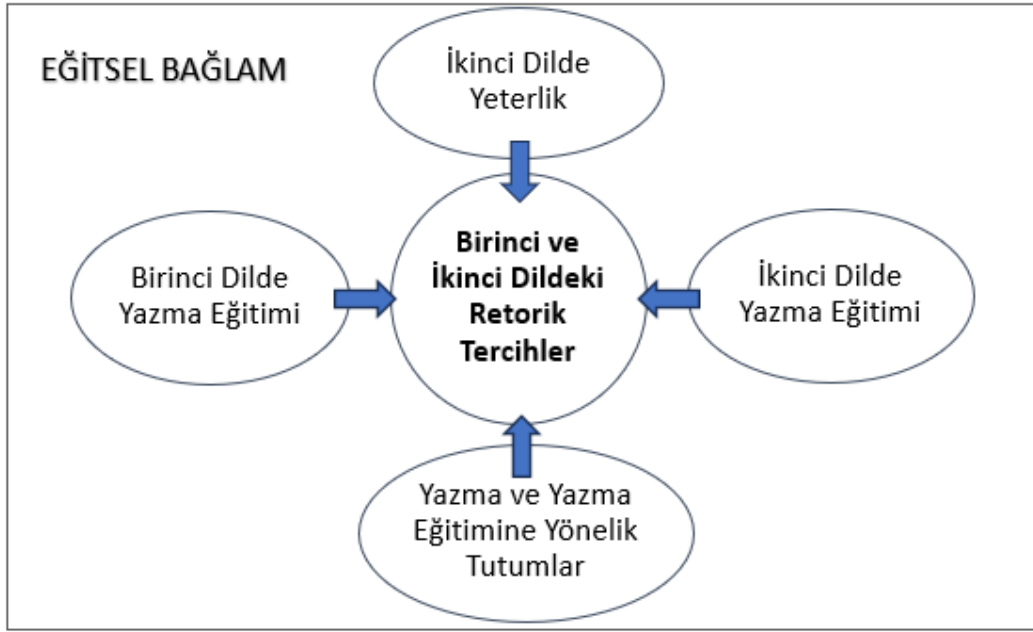 EĞİTSEL BAĞLAM
İkinci Dilde
Yeterlik
Birinci Dilde
Yazma Eğitimi
Birinci ve
İkinci Dildeki
Retorik
Tercihler
İkinci Dilde
Yazma Eğitimi
Yazma ve Yazma
Eğitimine Yönelik
Tutumlar